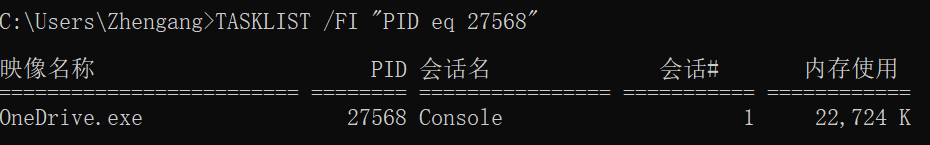 C:\Users\Zhengang>TASKLIST /FI "PID eq 27568"
映像名称                       PID 会话名              会话#       内存使用
========================= ======== ================ =========== ============
OneDrive.exe                 27568 Console                    1     22,724 K